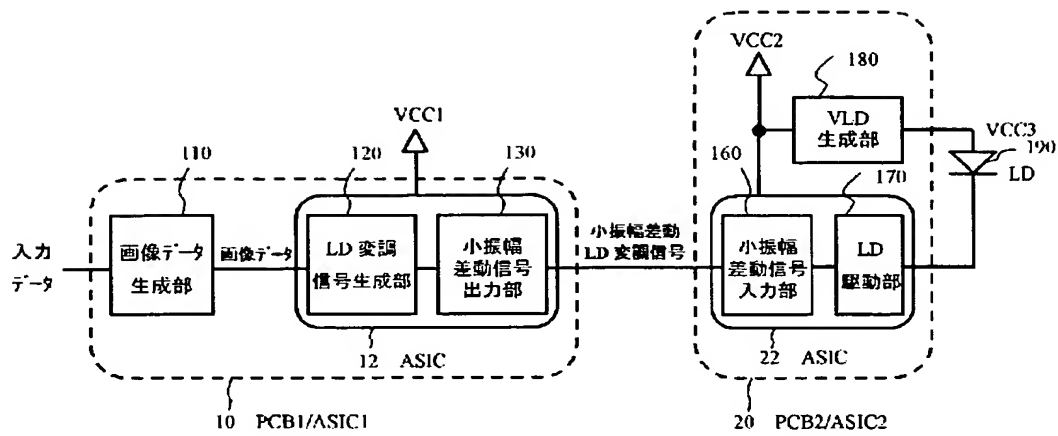 VCC2
180
VLD
生成部
VCC3
190
LD
VCC1
110
120
130
160
170
入力
データ
画像データ
生成部
画像データ
LD 変調
信号生成部
小振幅
差動信号
出力部
小振幅差動
LD 変調信号
小振幅
差動信号
入力部
LD
駆動部
12 ASIC
22 ASIC
10 PCB1/ASIC1
20 PCB2/ASIC2